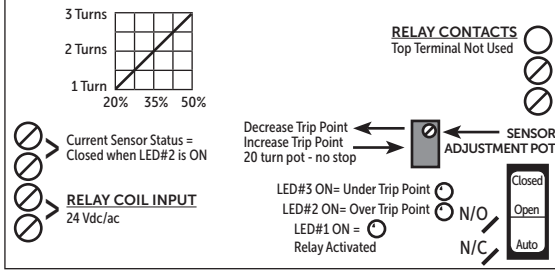 3 Turns
2 Turns
1 Turn
20% 35% 50%
RELAY CONTACTS
Top Terminal Not Used
Current Sensor Status =
Closed when LED#2 is ON
RELAY COIL INPUT
24 Vdc/ac
Decrease Trip Point
Increase Trip Point
20 turn pot - no stop
SENSOR
ADJUSTMENT POT
LED#3 ON= Under Trip Point
LED#2 ON= Over Trip Point
LED#1 ON =
Relay Activated
N/O
N/C
Closed
Open
Auto